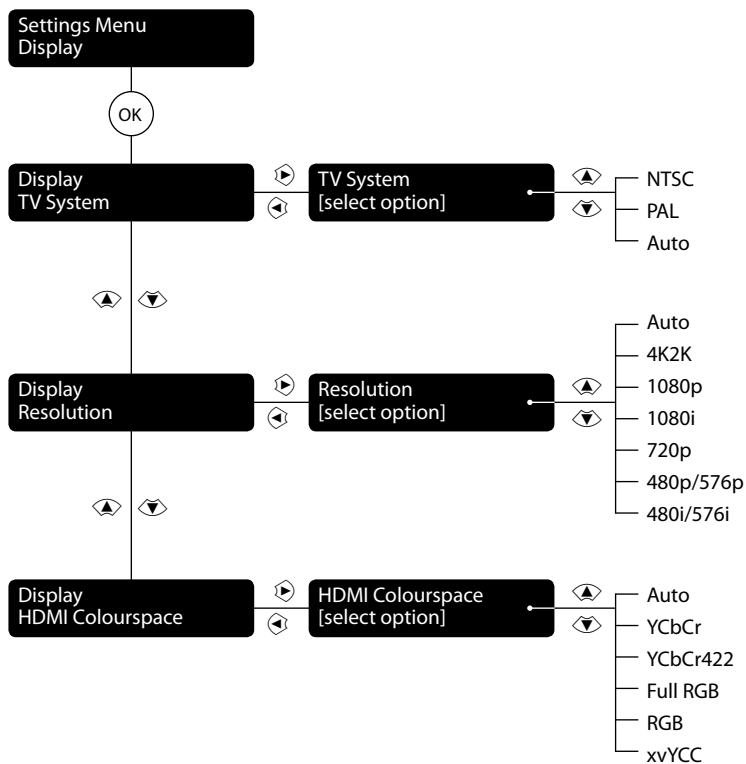 Settings Menu
Display
OK
Display
TV System
TV System
[select option]
NTSC
PAL
Auto
Display
Resolution
Resolution
[select option]
Auto
4K2K
1080p
1080i
720p
480p/576p
480i/576i
Display
HDMI Colourspace
HDMI Colourspace
[select option]
Auto
YCbCr
YCbCr422
Full RGB
RGB
xvYCC